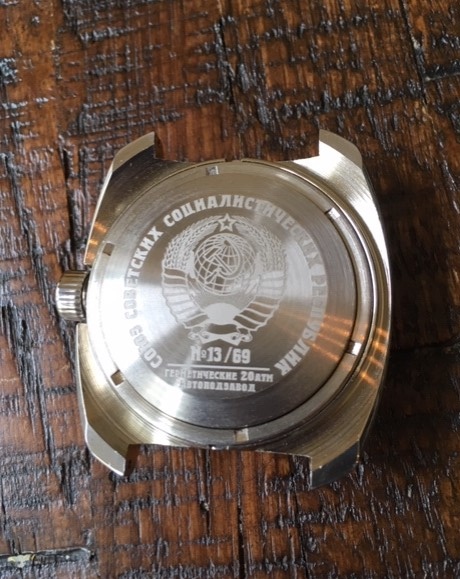 СОЮЗ СОВЕТСКИХ СОЦИАЛИСТИЧЕСКИХ РЕСПУБЛИК
№13/69
ГЕРМЕТИЧЕСКИЕ 20АТМ
АВТОПОДЗАВОД